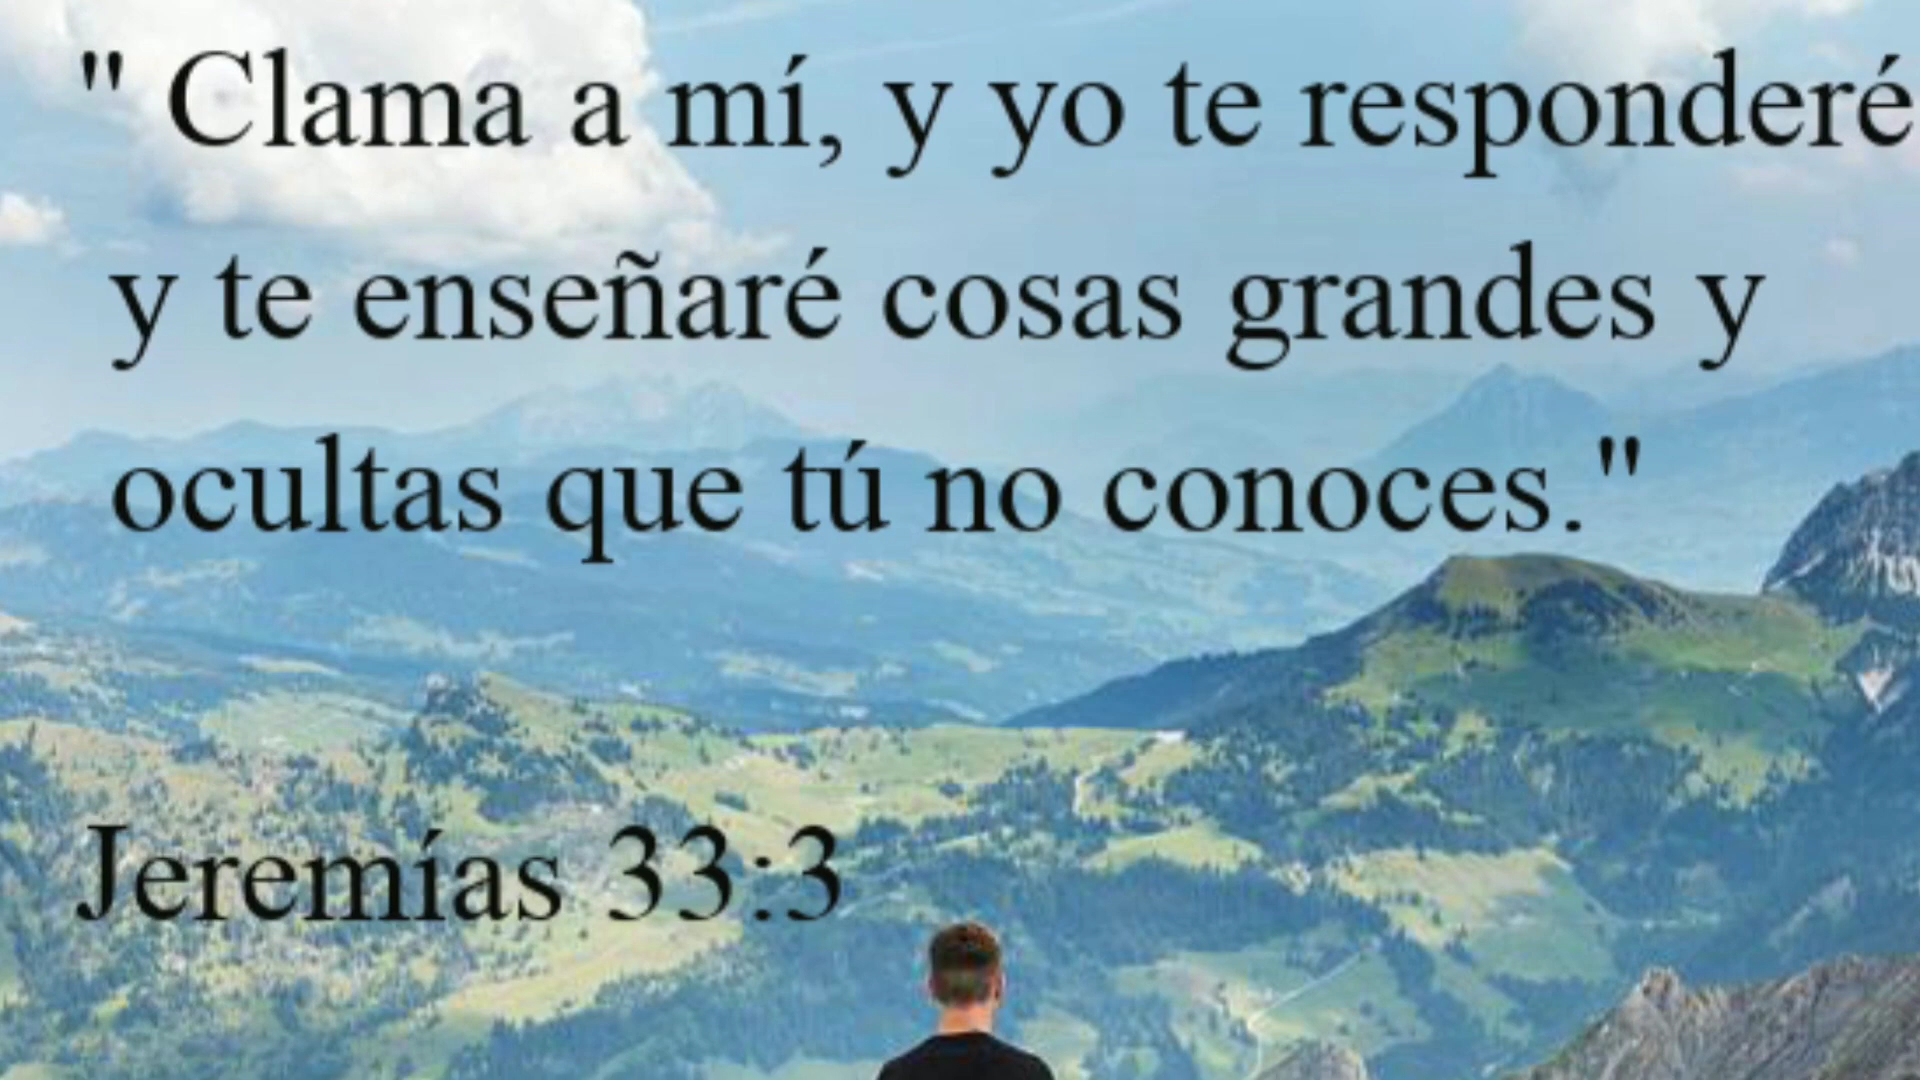 " Clama a mí, y yo te responderé
y te enseñaré cosas grandes y
ocultas que tú no conoces."
Jeremías 33:3